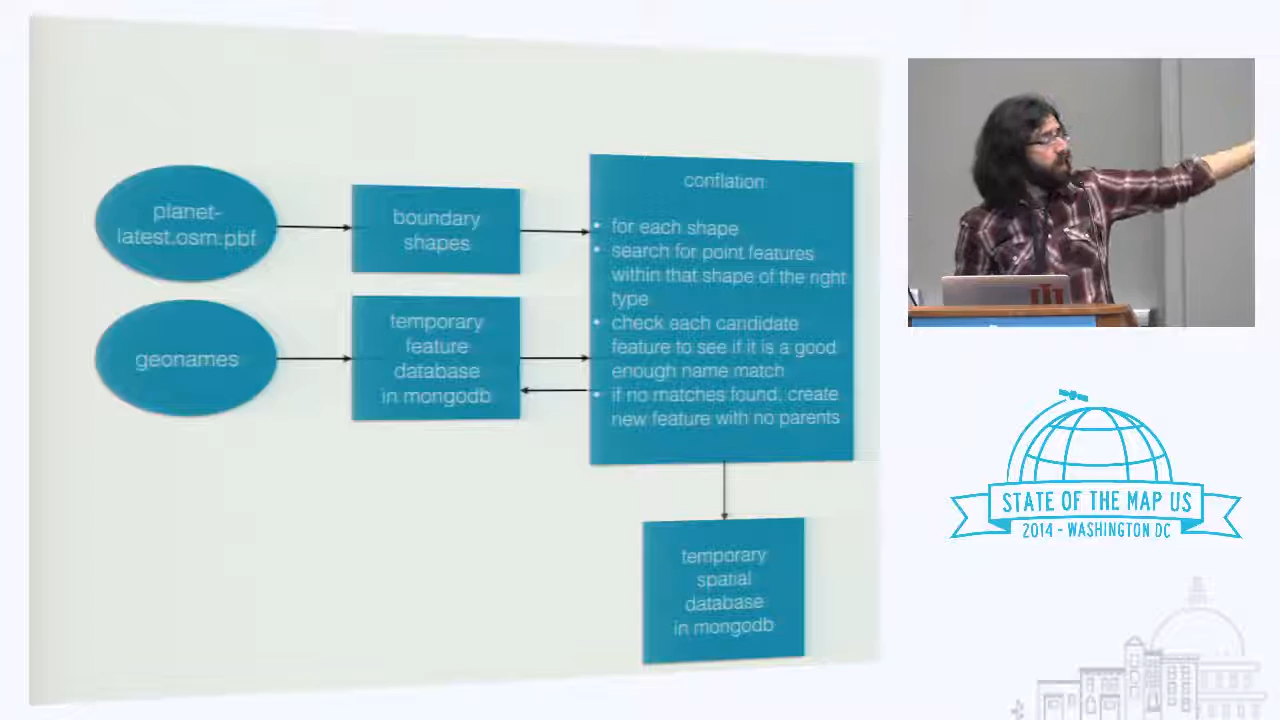 planet-
latest.osm.pbf
boundary
shapes
geonames
temporary
feature
database
in mongodb
conflation
• for each shape
• search for point features
within that shape of the right
type
• check each candidate
feature to see if it is a good
enough name match
• if no matches found, create
new feature with no parents
temporary
spatial
database
in mongodb
STATE OF THE MAP US
2014 - WASHINGTON DC